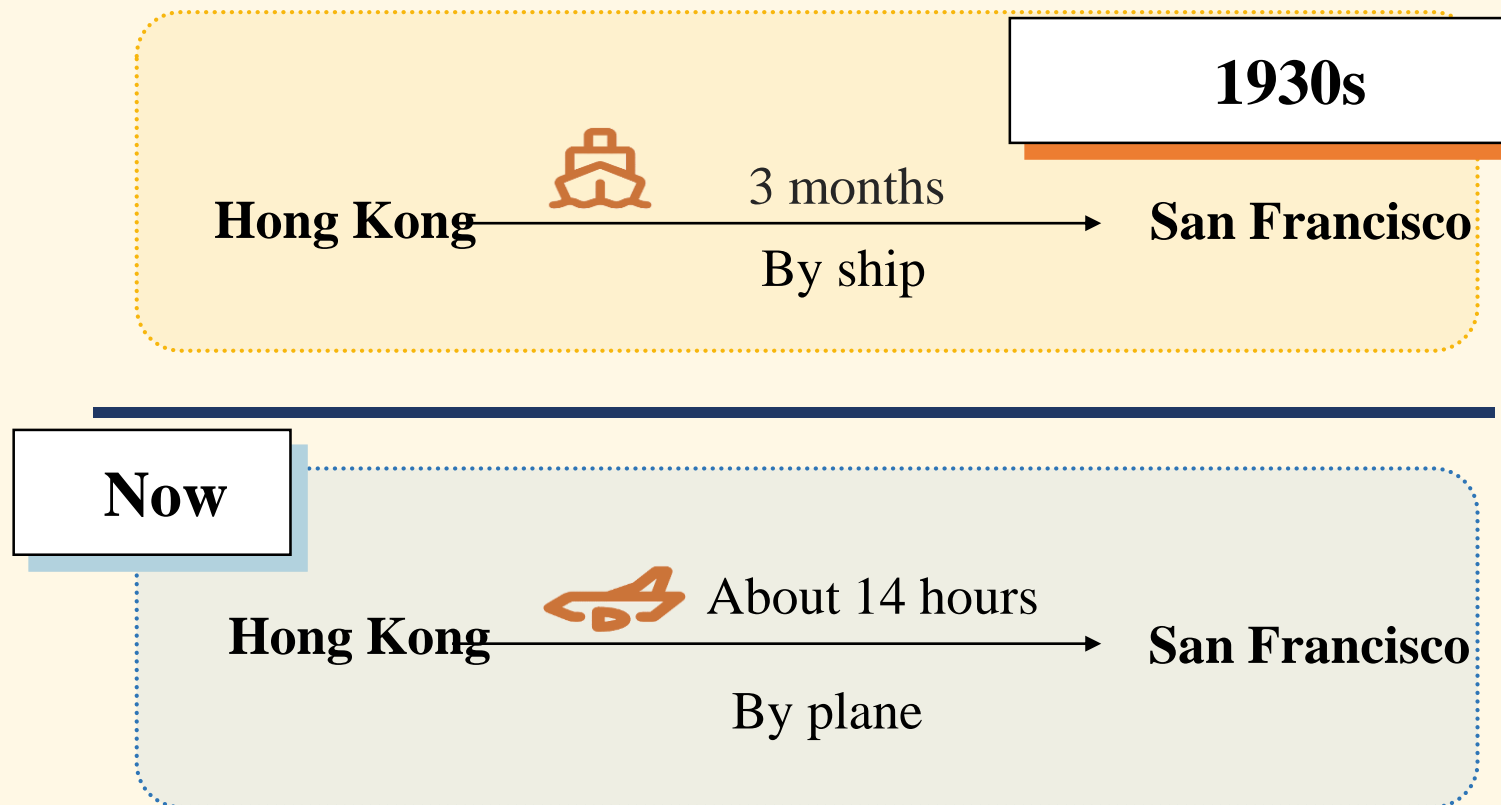 1930s
3 months
Hong Kong San Francisco
By ship
Now
About 14 hours
Hong Kong San Francisco
By plane